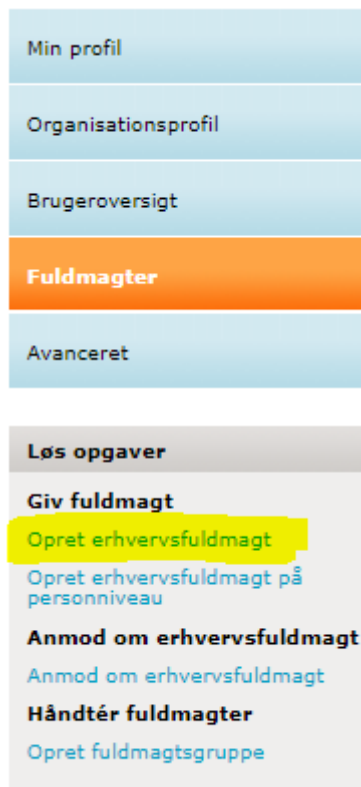 Min profil
Organisationsprofil
Brugeroversigt
Fuldmagter
Avanceret
Løs opgaver
Giv fuldmagt
Opret erhvervsfuldmagt
Opret erhvervsfuldmagt på
personniveau
Anmod om erhvervsfuldmagt
Anmod om erhvervsfuldmagt
Håndtér fuldmagter
Opret fuldmagtsgruppe